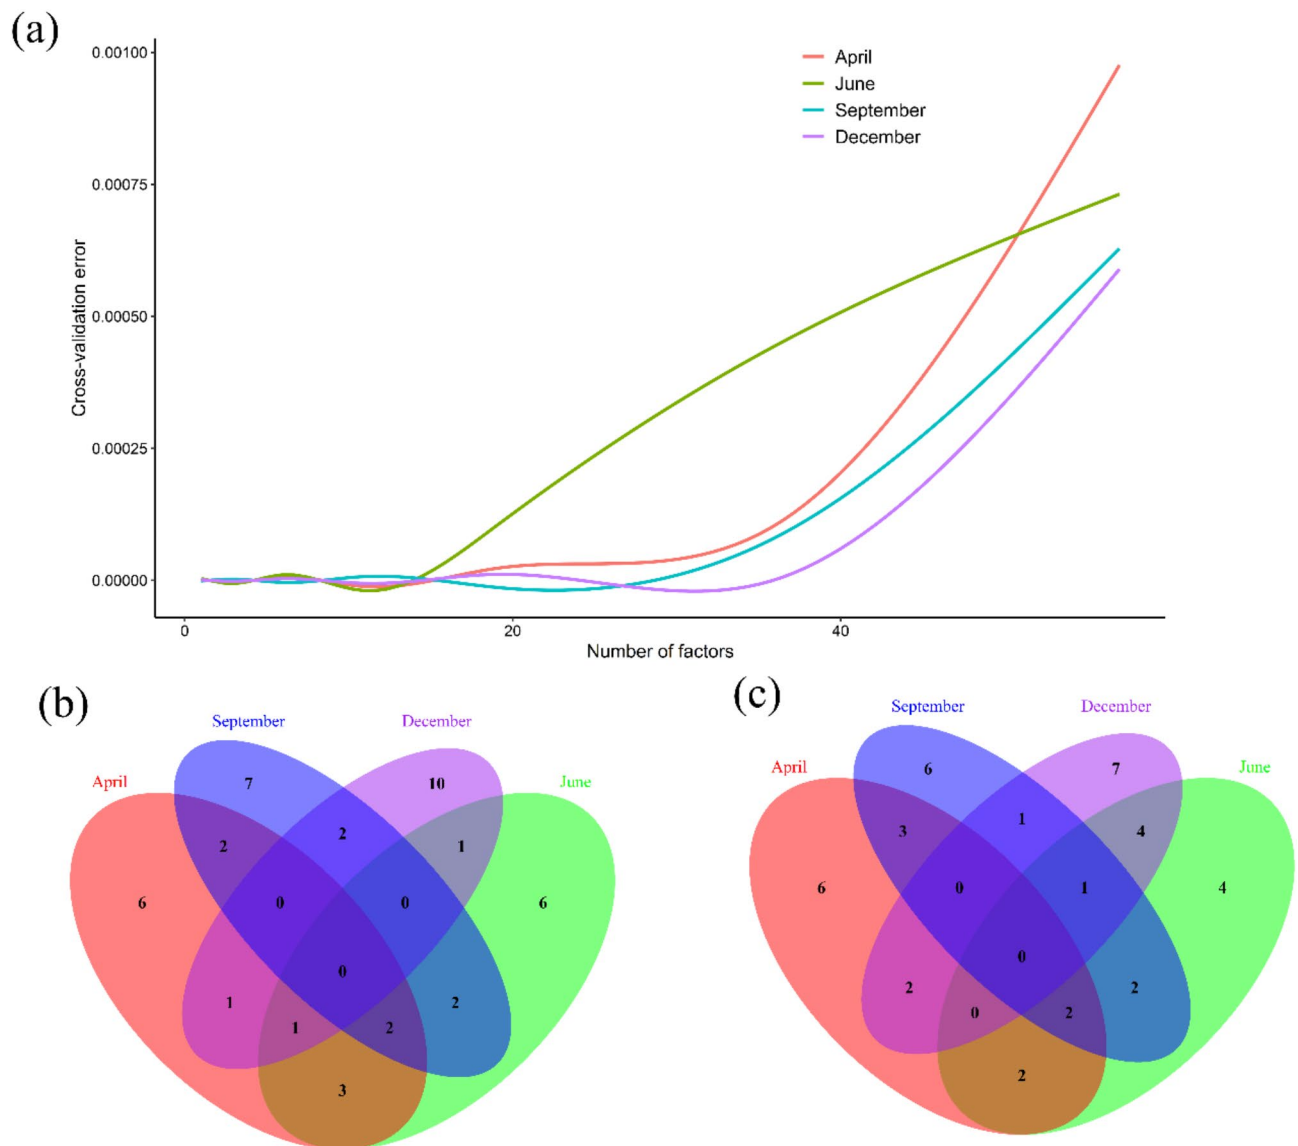 (a)
0.00100
April
June
September
December
0.00075
0.00050
0.00025
0.00000
Cross-validation error
0
20
40
Number of factors
(b)
September
December
April
June
7
10
2
2
1
6
0
0
6
0
1
2
1
2
3
(c)
September
December
April
June
6
7
3
1
4
6
0
1
4
0
2
2
0
2
2